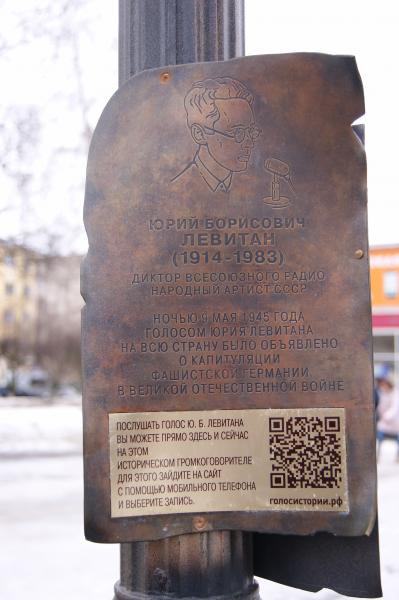 ЮРИЙ БОРИСОВИЧ
ЛЕВИТАН
(1914-1983)
ДИКТОР ВСЕСОЮЗНОГО РАДИО
НАРОДНЫЙ АРТИСТ СССР
НОЧЬЮ 9 МАЯ 1945 ГОДА
ГОЛОСОМ ЮРИЯ ЛЕВИТАНА
НА ВСЮ СТРАНУ БЫЛО ОБЪЯВЛЕНО
О КАПИТУЛЯЦИИ
ФАШИСТСКОЙ ГЕРМАНИИ
В ВЕЛИКОЙ ОТЕЧЕСТВЕННОЙ ВОЙНЕ
ПОСЛУШАТЬ ГОЛОС Ю. Б. ЛЕВИТАНА
ВЫ МОЖЕТЕ ПРЯМО ЗДЕСЬ И СЕЙЧАС
НА ЭТОМ
ИСТОРИЧЕСКОМ ГРОМКОГОВОРИТЕЛЕ
ДЛЯ ЭТОГО ЗАЙДИТЕ НА САЙТ
С ПОМОЩЬЮ МОБИЛЬНОГО ТЕЛЕФОНА
И ВЫБЕРИТЕ ЗАПИСЬ.
голосистории.рф